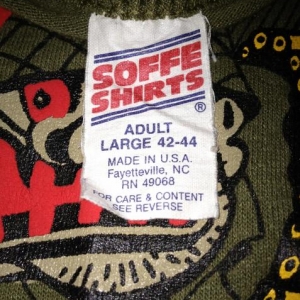 SOFFE
SHIRTS ®
ADULT
LARGE 42-44
MADE IN U.S.A.
Fayetteville, NC
RN 49068
FOR CARE & CONTENT
SEE REVERSE